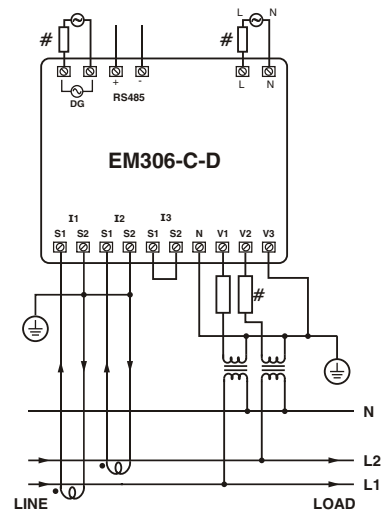 L N
#
#
L N
+ -
DG
RS485
EM306-C-D
I1 I2 I3
S1 S2 S1 S2 S1 S2 N V1 V2 V3
#
N
L2
L1
LINE LOAD